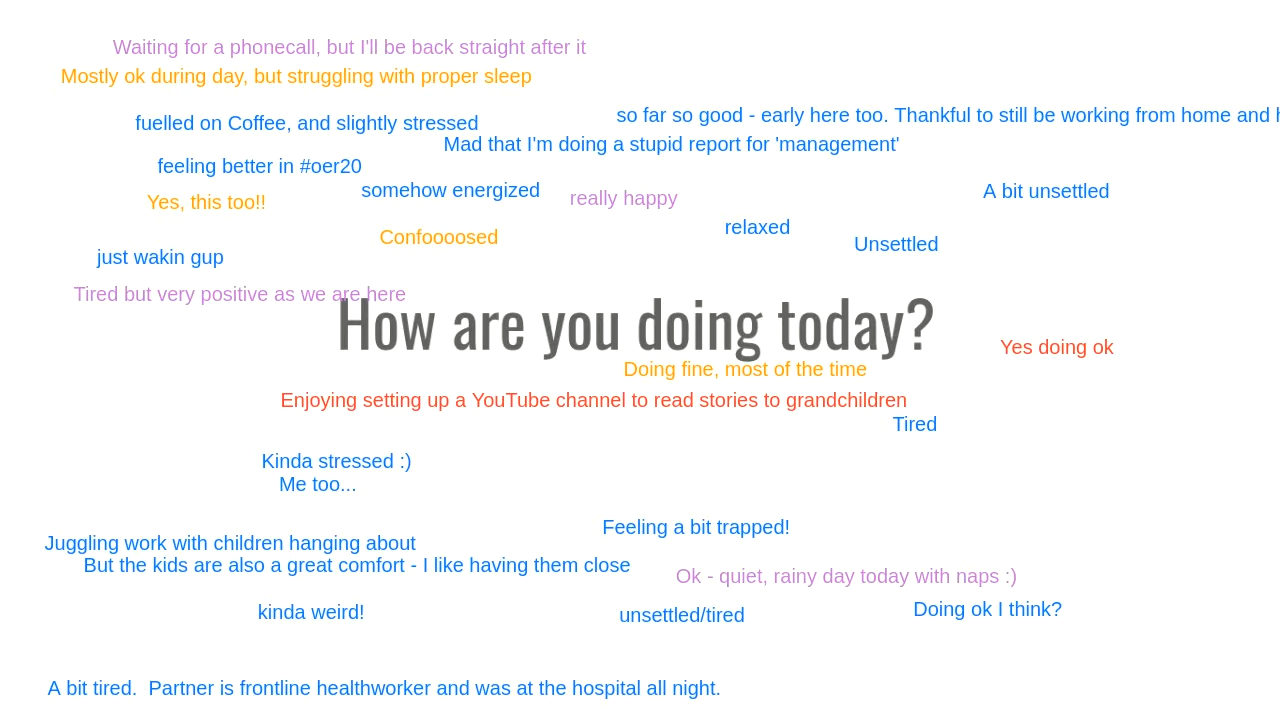 Waiting for a phonecall, but I'll be back straight after it
Mostly ok during day, but struggling with proper sleep
so far so good - early here too. Thankful to still be working from home and
fuelled on Coffee, and slightly stressed
Mad that I'm doing a stupid report for 'management'
feeling better in #oer20
somehow energized
really happy
A bit unsettled
Yes, this too!!
relaxed
Confoooosed
Unsettled
just wakin gup
Tired but very positive as we are here
How are you doing today?
Yes doing ok
Doing fine, most of the time
Enjoying setting up a YouTube channel to read stories to grandchildren
Tired
Kinda stressed :)
Me too...
Feeling a bit trapped!
Juggling work with children hanging about
But the kids are also a great comfort - I like having them close
Ok - quiet, rainy day today with naps :)
kinda weird!
unsettled/tired
Doing ok I think?
A bit tired.  Partner is frontline healthworker and was at the hospital all night.